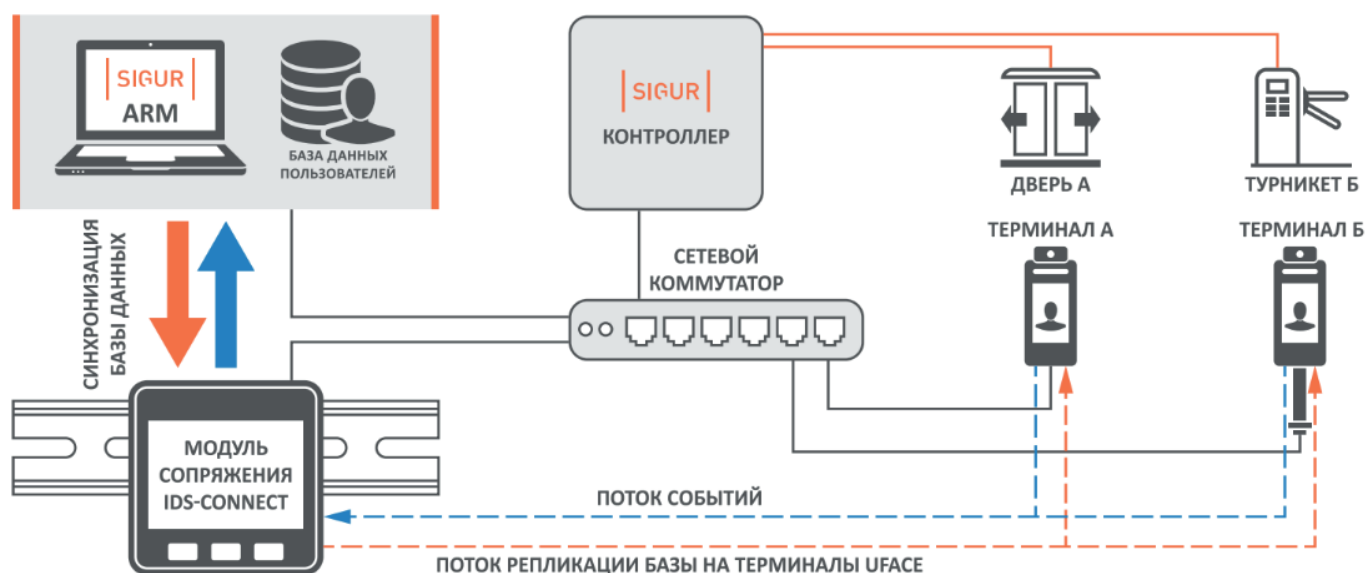 SIGUR
ARM
БАЗА ДАННЫХ
ПОЛЬЗОВАТЕЛЕЙ
SIGUR
КОНТРОЛЛЕР
ДВЕРЬ А
ТУРНИКЕТ Б
ТЕРМИНАЛ А
ТЕРМИНАЛ Б
СИНХРОНИЗАЦИЯ
БАЗЫ ДАННЫХ
СЕТЕВОЙ
КОММУТАТОР
МОДУЛЬ
СОПРЯЖЕНИЯ
IDS-CONNECT
ПОТОК СОБЫТИЙ
ПОТОК РЕПЛИКАЦИИ БАЗЫ НА ТЕРМИНАЛЫ UFACE